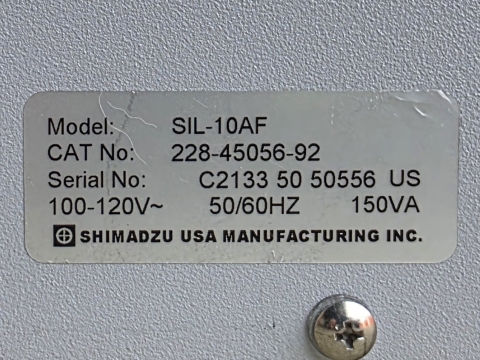 Model: SIL-10AF
CAT No: 228-45056-92
Serial No: C2133 50 50556 US
100-120V~ 50/60HZ 150VA
SHIMADZU USA MANUFACTURING INC.